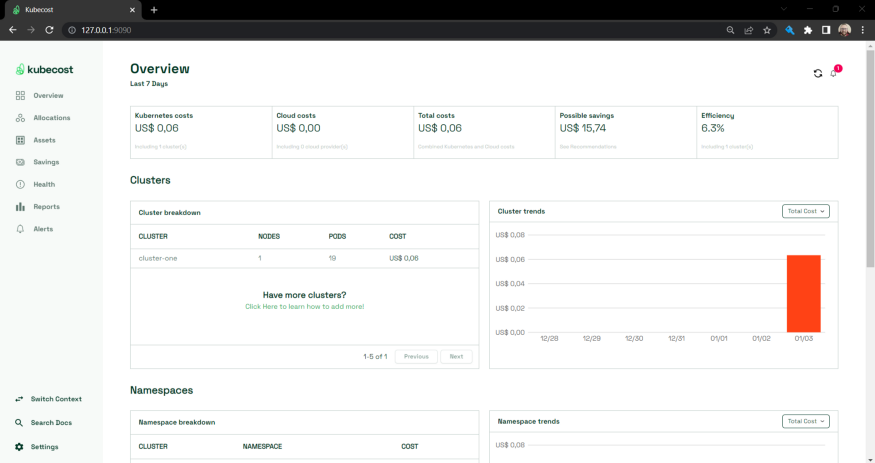 Kubecost
127.0.0.1:9090
kubecost
Overview
Allocations
Assets
Savings
Health
Reports
Alerts
Switch Context
Search Docs
Settings
Overview
Last 7 Days
1
Kubernetes costs
US$ 0,06
Including 1 cluster(s)
Cloud costs
US$ 0,00
Including 0 cloud provider(s)
Total costs
US$ 0,06
Combined Kubernetes and Cloud costs
Possible savings
US$ 15,74
See Recommendations
Efficiency
6.3%
Including 1 cluster(s)
Clusters
Cluster breakdown
CLUSTER NODES PODS COST
cluster-one 1 19 US$ 0,06
Have more clusters?
Click Here to learn how to add more!
1-5 of 1 Previous Next
Cluster trends
Total Cost
US$ 0,08
US$ 0,06
US$ 0,04
US$ 0,02
US$ 0,00
12/28 12/29 12/30 12/31 01/01 01/02 01/03
Namespaces
Namespace breakdown
CLUSTER NAMESPACE COST
Namespace trends
Total Cost
US$ 0,08